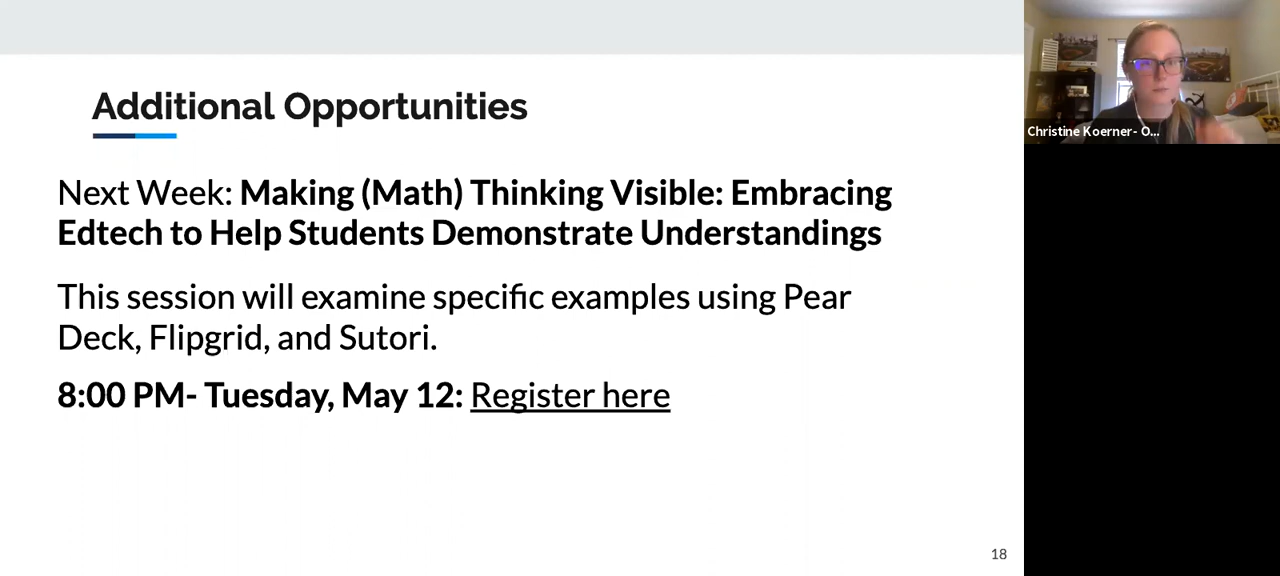 Additional Opportunities
Next Week: Making (Math) Thinking Visible: Embracing
Edtech to Help Students Demonstrate Understandings
This session will examine specific examples using Pear
Deck, Flipgrid, and Sutori.
8:00 PM- Tuesday, May 12: Register here
18
Christine Koerner- O...